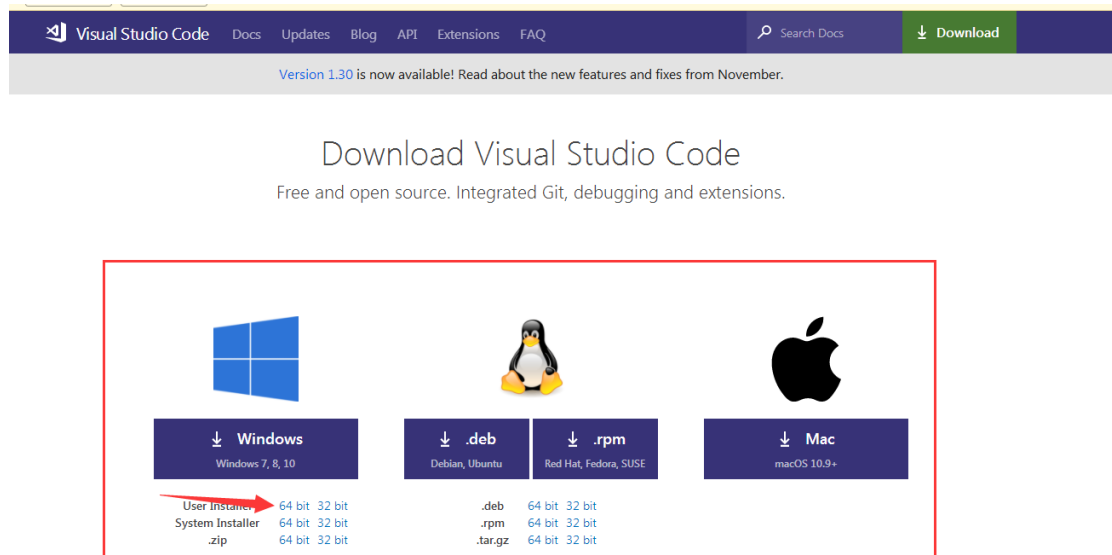 Visual Studio Code Docs Updates Blog API Extensions FAQ Search Docs Download
Version 1.30 is now available! Read about the new features and fixes from November.
Download Visual Studio Code
Free and open source. Integrated Git, debugging and extensions.
Windows
Windows 7, 8, 10
.deb
Debian, Ubuntu
.rpm
Red Hat, Fedora, SUSE
Mac
macOS 10.9+
User Installer 64 bit 32 bit
System Installer 64 bit 32 bit
.zip 64 bit 32 bit
.deb 64 bit 32 bit
.rpm 64 bit 32 bit
.tar.gz 64 bit 32 bit